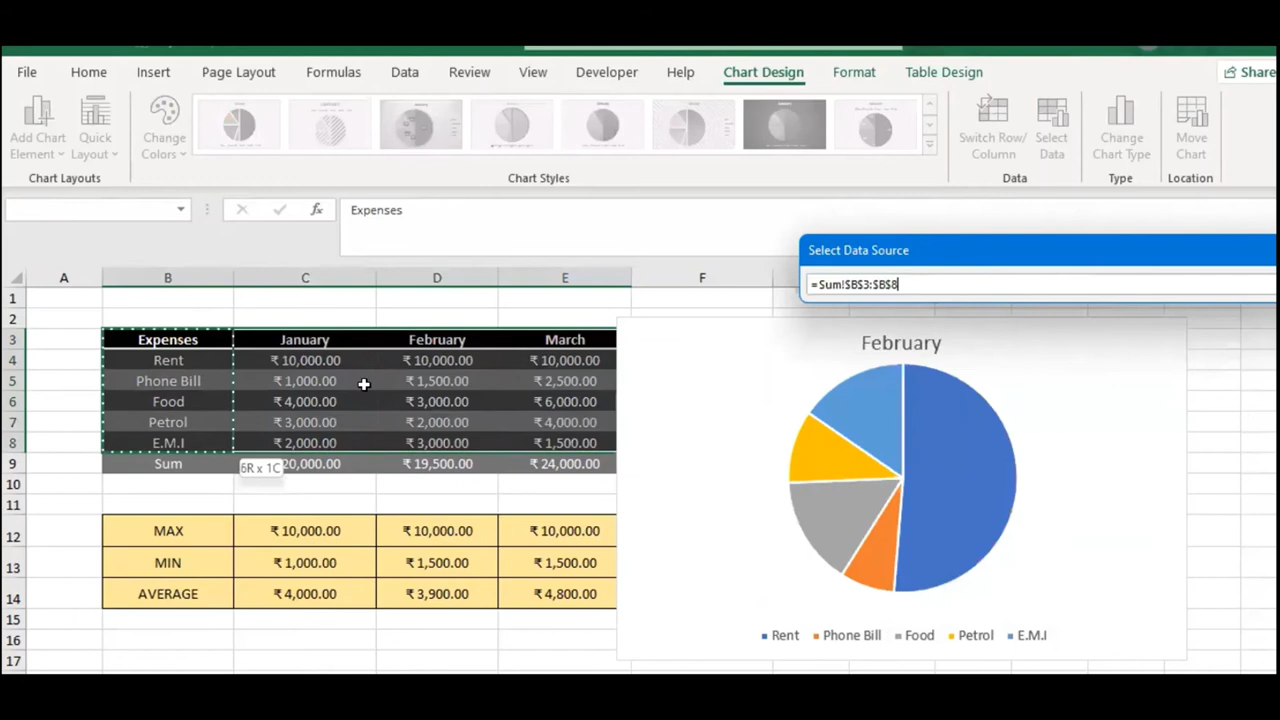 File Home Insert Page Layout Formulas Data Review View Developer Help Chart Design Format Table Design Share
Add Chart Element Quick Layout Change Colors Switch Row/ Column Select Data Change Chart Type Move Chart
Chart Layouts Chart Styles Data Type Location
fx Expenses
Select Data Source
=Sum!$B$3:$B$8
A B C D E F
1
2
3 Expenses January February March
4 Rent ₹ 10,000.00 ₹ 10,000.00 ₹ 10,000.00
5 Phone Bill ₹ 1,000.00 ₹ 1,500.00 ₹ 2,500.00
6 Food ₹ 4,000.00 ₹ 3,000.00 ₹ 6,000.00
7 Petrol ₹ 3,000.00 ₹ 2,000.00 ₹ 4,000.00
8 E.M.I ₹ 2,000.00 ₹ 3,000.00 ₹ 1,500.00
9 Sum 20,000.00 ₹ 19,500.00 ₹ 24,000.00
6R x 1C
10
11
12 MAX ₹ 10,000.00 ₹ 10,000.00 ₹ 10,000.00
13 MIN ₹ 1,000.00 ₹ 1,500.00 ₹ 1,500.00
14 AVERAGE ₹ 4,000.00 ₹ 3,900.00 ₹ 4,800.00
15
16
17
February
Rent Phone Bill Food Petrol E.M.I